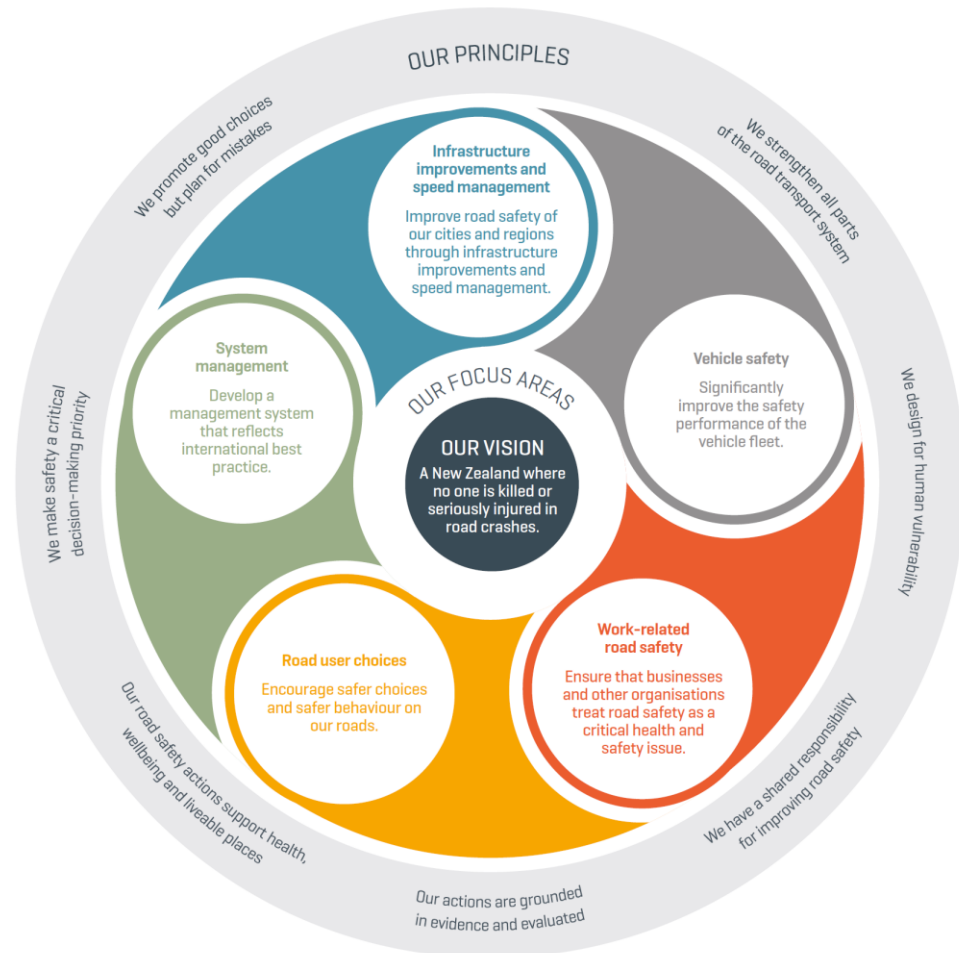 OUR PRINCIPLES
We promote good choices
but plan for mistakes
We strengthen all parts
of the road transport system
We design for human vulnerability
We have a shared responsibility
for improving road safety
Our actions are grounded
in evidence and evaluated
Our road safety actions support health,
wellbeing and liveable places
We make safety a critical
decision-making priority
Infrastructure
improvements and
speed management
Improve road safety of
our cities and regions
through infrastructure
improvements and
speed management.
Vehicle safety
Significantly
improve the safety
performance of the
vehicle fleet.
Work-related
road safety
Ensure that businesses
and other organisations
treat road safety as a
critical health and
safety issue.
Road user choices
Encourage safer choices
and safer behaviour on
our roads.
System
management
Develop a
management system
that reflects
international best
practice.
OUR FOCUS AREAS
OUR VISION
A New Zealand where
no one is killed or
seriously injured in
road crashes.